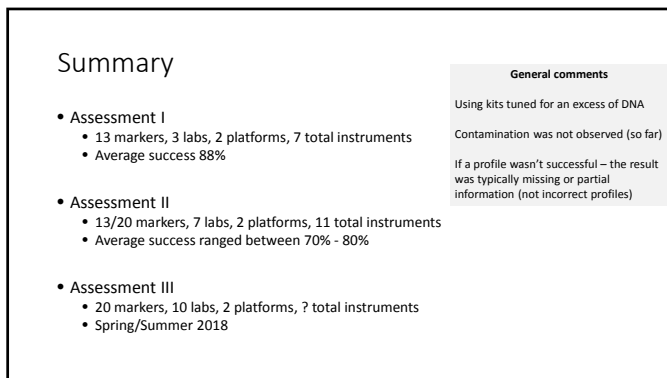 Summary
• Assessment I
• 13 markers, 3 labs, 2 platforms, 7 total instruments
• Average success 88%
• Assessment II
• 13/20 markers, 7 labs, 2 platforms, 11 total instruments
• Average success ranged between 70% - 80%
• Assessment III
• 20 markers, 10 labs, 2 platforms, ? total instruments
• Spring/Summer 2018
General comments
Using kits tuned for an excess of DNA
Contamination was not observed (so far)
If a profile wasn't successful – the result
was typically missing or partial
information (not incorrect profiles)